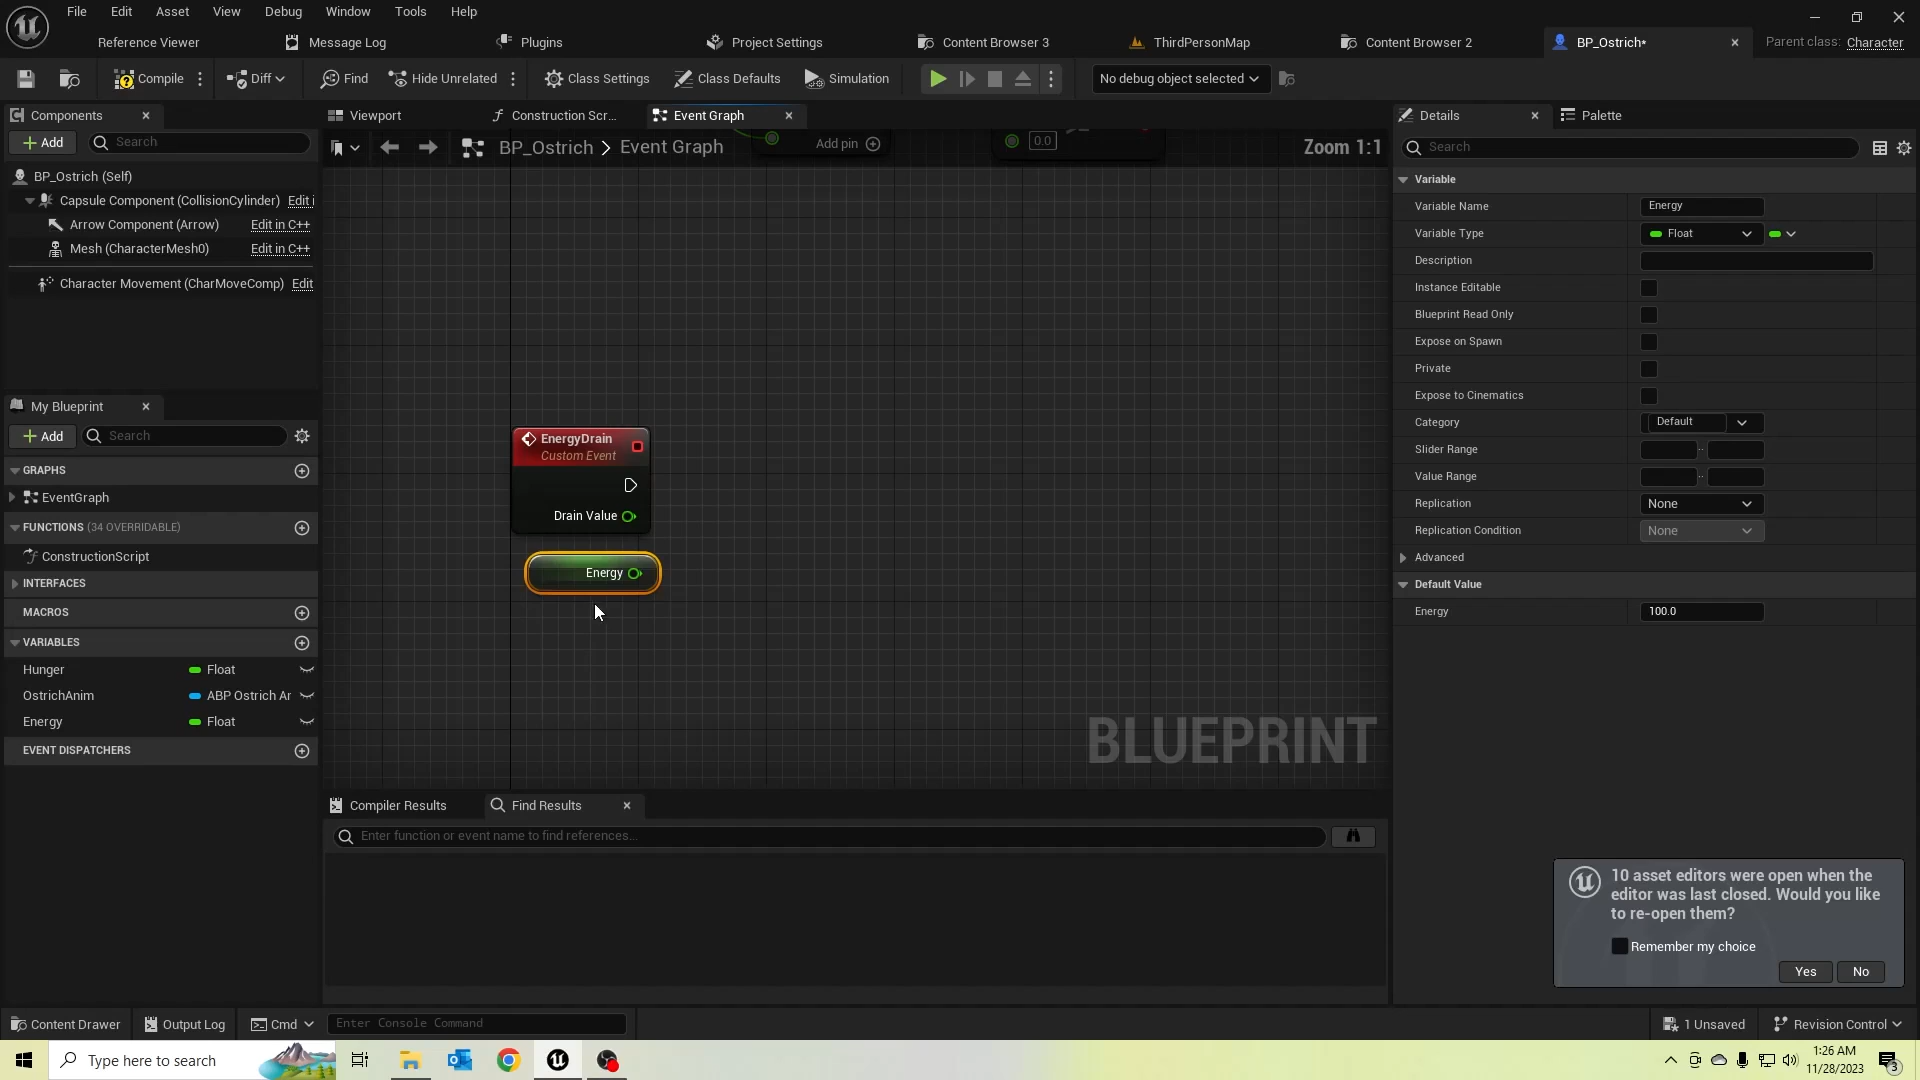 File Edit Asset View Debug Window Tools Help
Reference Viewer Message Log Plugins Project Settings Content Browser 3 ThirdPersonMap Content Browser 2 BP_Ostrich* Parent class: Character
Compile Diff Find Hide Unrelated Class Settings Class Defaults Simulation No debug object selected
Components Viewport Construction Scr... Event Graph Details Palette
Add Search BP_Ostrich > Event Graph Add pin 0.0 Zoom 1:1 Search
BP_Ostrich (Self)
Capsule Component (CollisionCylinder) Edit i
Arrow Component (Arrow) Edit in C++
Mesh (CharacterMesh0) Edit in C++
Character Movement (CharMoveComp) Edit
My Blueprint
Add Search
GRAPHS
EventGraph
FUNCTIONS (34 OVERRIDABLE)
ConstructionScript
INTERFACES
MACROS
VARIABLES
Hunger Float
OstrichAnim ABP Ostrich Ar
Energy Float
EVENT DISPATCHERS
EnergyDrain
Custom Event
Drain Value
Energy
BLUEPRINT
Compiler Results Find Results
Enter function or event name to find references...
Variable
Variable Name Energy
Variable Type Float
Description
Instance Editable
Blueprint Read Only
Expose on Spawn
Private
Expose to Cinematics
Category Default
Slider Range
Value Range
Replication None
Replication Condition None
Advanced
Default Value
Energy 100.0
10 asset editors were open when the
editor was last closed. Would you like
to re-open them?
Remember my choice
Yes No
Content Drawer Output Log Cmd Enter Console Command 1 Unsaved Revision Control
Type here to search
1:26 AM
11/28/2023
3